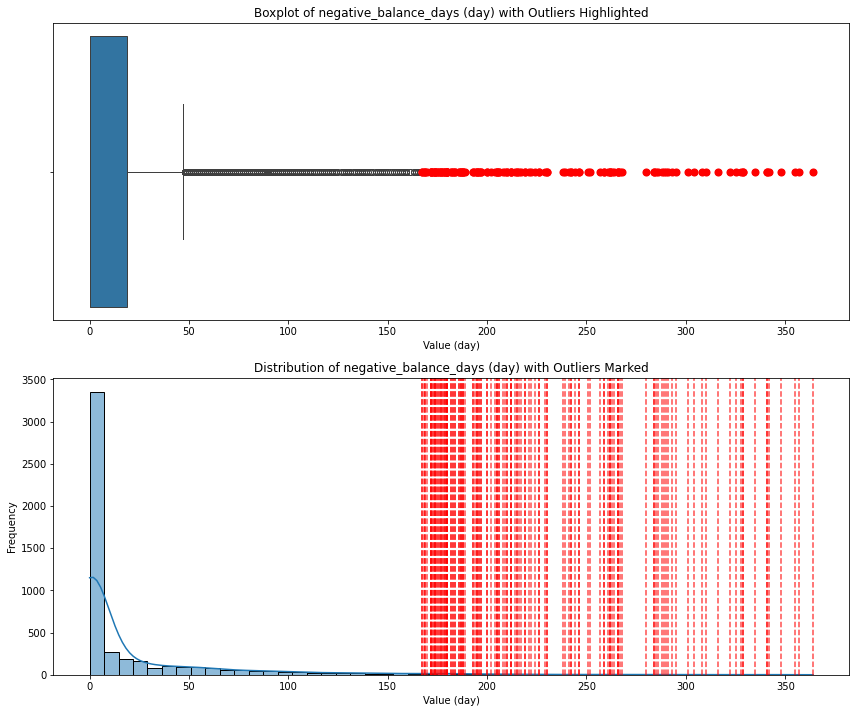 Boxplot of negative_balance_days (day) with Outliers Highlighted
0 50 100 150 200 250 300 350
Value (day)
Distribution of negative_balance_days (day) with Outliers Marked
3500
3000
2500
2000
1500
1000
500
0
Frequency
0 50 100 150 200 250 300 350
Value (day)